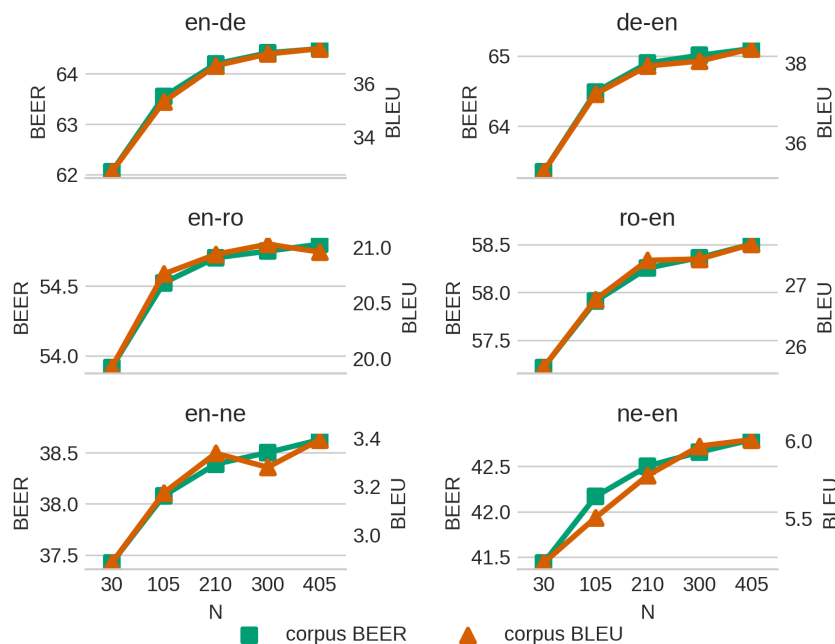 en-de
de-en
64
63
62
BEER
36
34
BLEU
65
64
BEER
38
36
BLEU
en-ro
ro-en
54.5
54.0
BEER
21.0
20.5
20.0
BLEU
58.5
58.0
57.5
BEER
27
26
BLEU
en-ne
ne-en
38.5
38.0
37.5
BEER
3.4
3.2
3.0
BLEU
42.5
42.0
41.5
BEER
6.0
5.5
BLEU
30 105 210 300 405
30 105 210 300 405
N
N
corpus BEER corpus BLEU